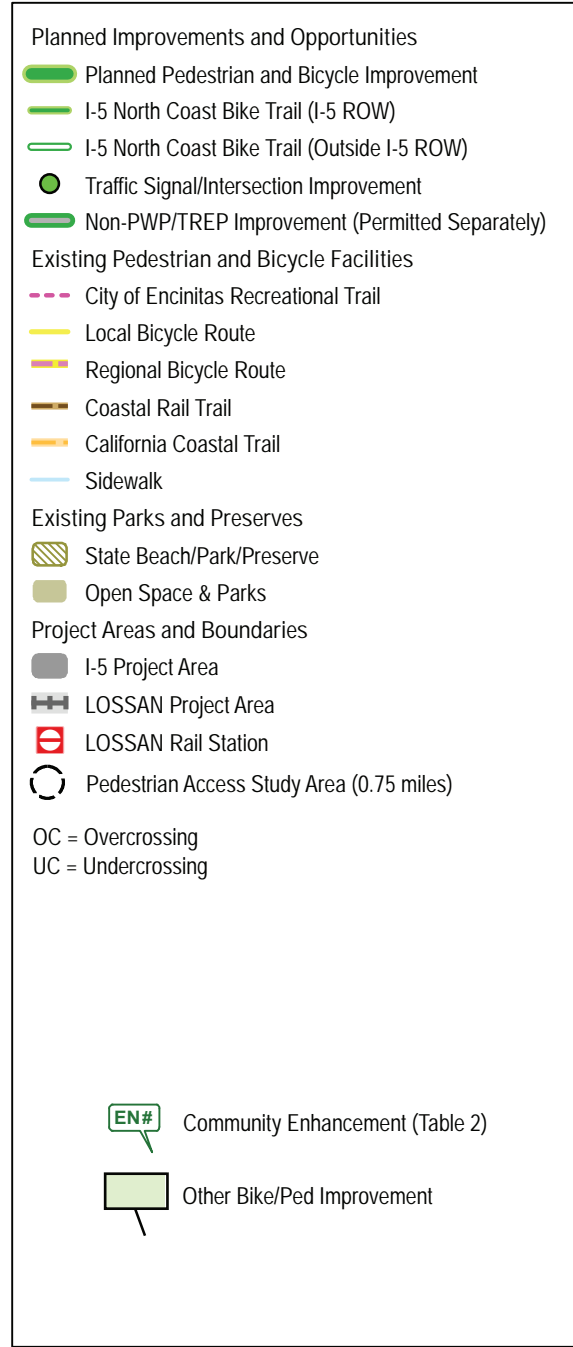 Planned Improvements and Opportunities
Planned Pedestrian and Bicycle Improvement
I-5 North Coast Bike Trail (I-5 ROW)
I-5 North Coast Bike Trail (Outside I-5 ROW)
Traffic Signal/Intersection Improvement
Non-PWP/TREP Improvement (Permitted Separately)
Existing Pedestrian and Bicycle Facilities
City of Encinitas Recreational Trail
Local Bicycle Route
Regional Bicycle Route
Coastal Rail Trail
California Coastal Trail
Sidewalk
Existing Parks and Preserves
State Beach/Park/Preserve
Open Space & Parks
Project Areas and Boundaries
I-5 Project Area
LOSSAN Project Area
LOSSAN Rail Station
Pedestrian Access Study Area (0.75 miles)
OC = Overcrossing
UC = Undercrossing
EN# Community Enhancement (Table 2)
Other Bike/Ped Improvement